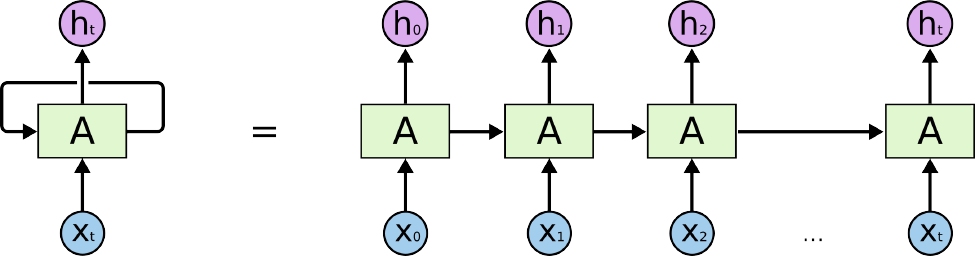 hₜ h₀ h₁ h₂ hₜ
A = A A A A
xₜ x₀ x₁ x₂ ... xₜ